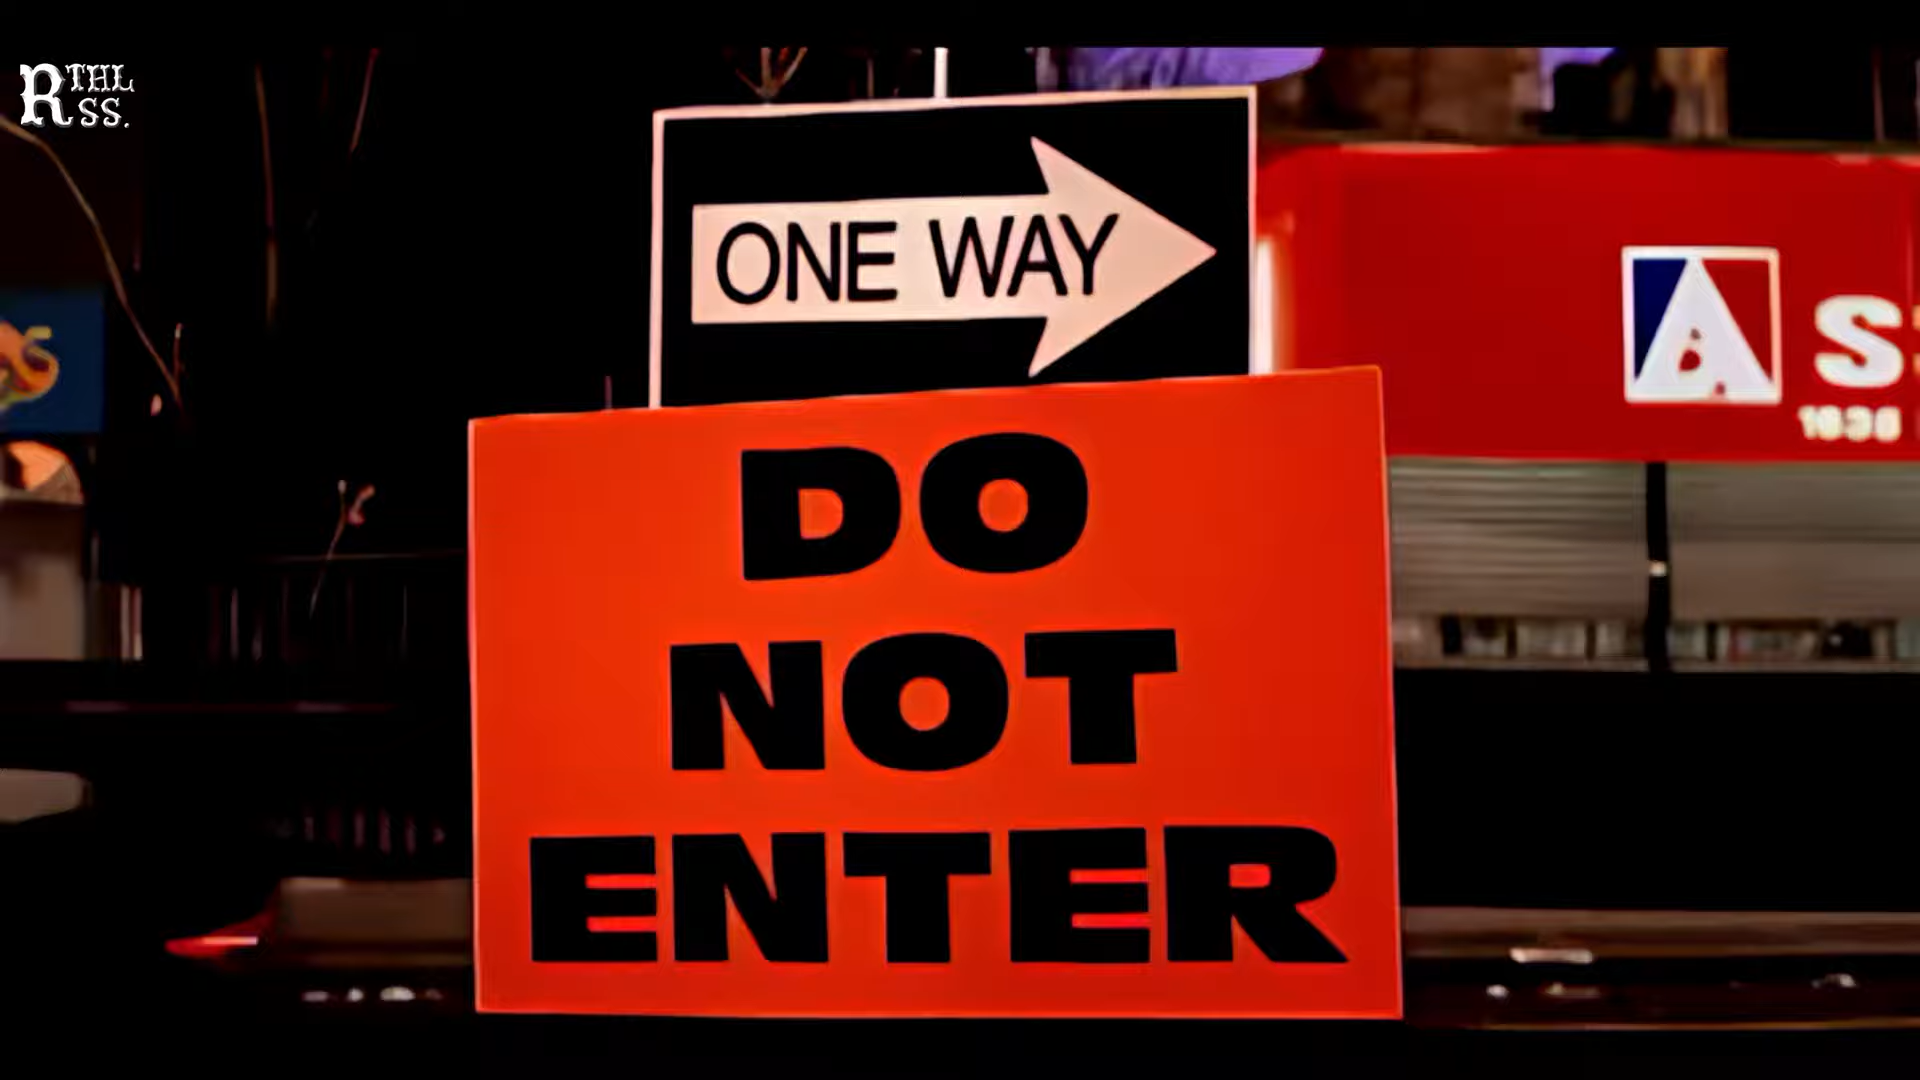 RTHL
SS.
ONE WAY
DO
NOT
ENTER